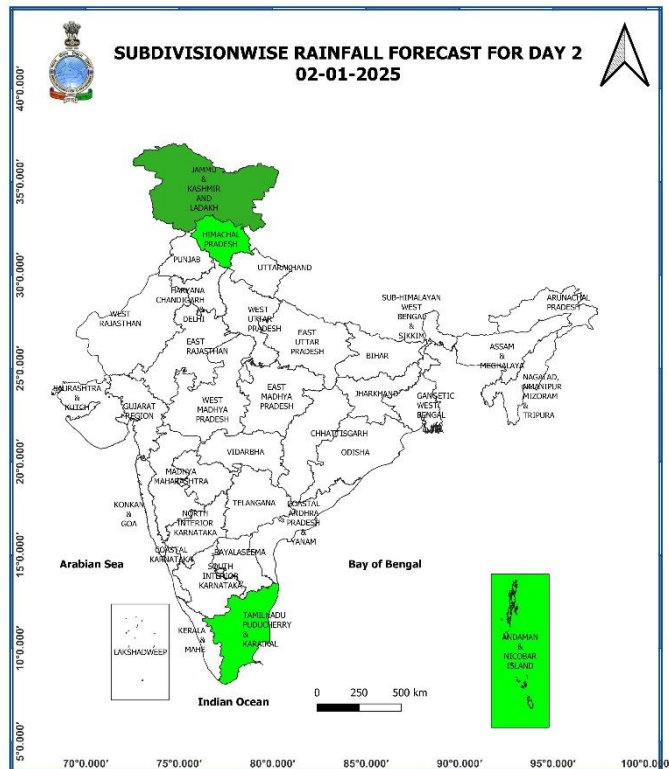 SUBDIVISIONWISE RAINFALL FORECAST FOR DAY 2
02-01-2025
40°0.000'
35°0.000'
30°0.000'
25°0.000'
20°0.000'
15°0.000'
10°0.000'
5°0.000'
JAMMU
&
KASHMIR
AND
LADAKH
HIMACHAL
PRADESH
PUNJAB
UTTARAKHAND
HARYANA
CHANDIGARH
&
DELHI
WEST
RAJASTHAN
WEST
UTTAR
PRADESH
EAST
RAJASTHAN
EAST
UTTAR
PRADESH
SUB-HIMALAYAN
WEST
BENGAL
&
SIKKIM
ARUNACHAL
PRADESH
BIHAR
ASSAM
&
MEGHALAYA
MANIPUR
MIZORAM
&
TRIPURA
SAURASHTRA
&
KUTCH
GUJARAT
REGION
WEST
MADHYA
PRADESH
EAST
MADHYA
PRADESH
JHARKHAND
GANGETIC
WEST
BENGAL
CHHATTISGARH
ODISHA
VIDARBHA
MADHYA
MAHARASHTRA
KONKAN
&
GOA
TELANGANA
NORTH
INTERIOR
KARNATAKA
COASTAL
ANDHRA
PRADESH
&
YANAM
COASTAL
KARNATAKA
RAYALASEEMA
SOUTH
INTERIOR
KARNATAKA
Arabian Sea
Bay of Bengal
LAKSHADWEEP
KERALA
&
MAHE
TAMILNADU
PUDUCHERRY
&
KARAIKAL
ANDAMAN
&
NICOBAR
ISLAND
Indian Ocean
0 250 500 km
70°0.000' 75°0.000' 80°0.000' 85°0.000' 90°0.000' 95°0.000' 100°0.000'